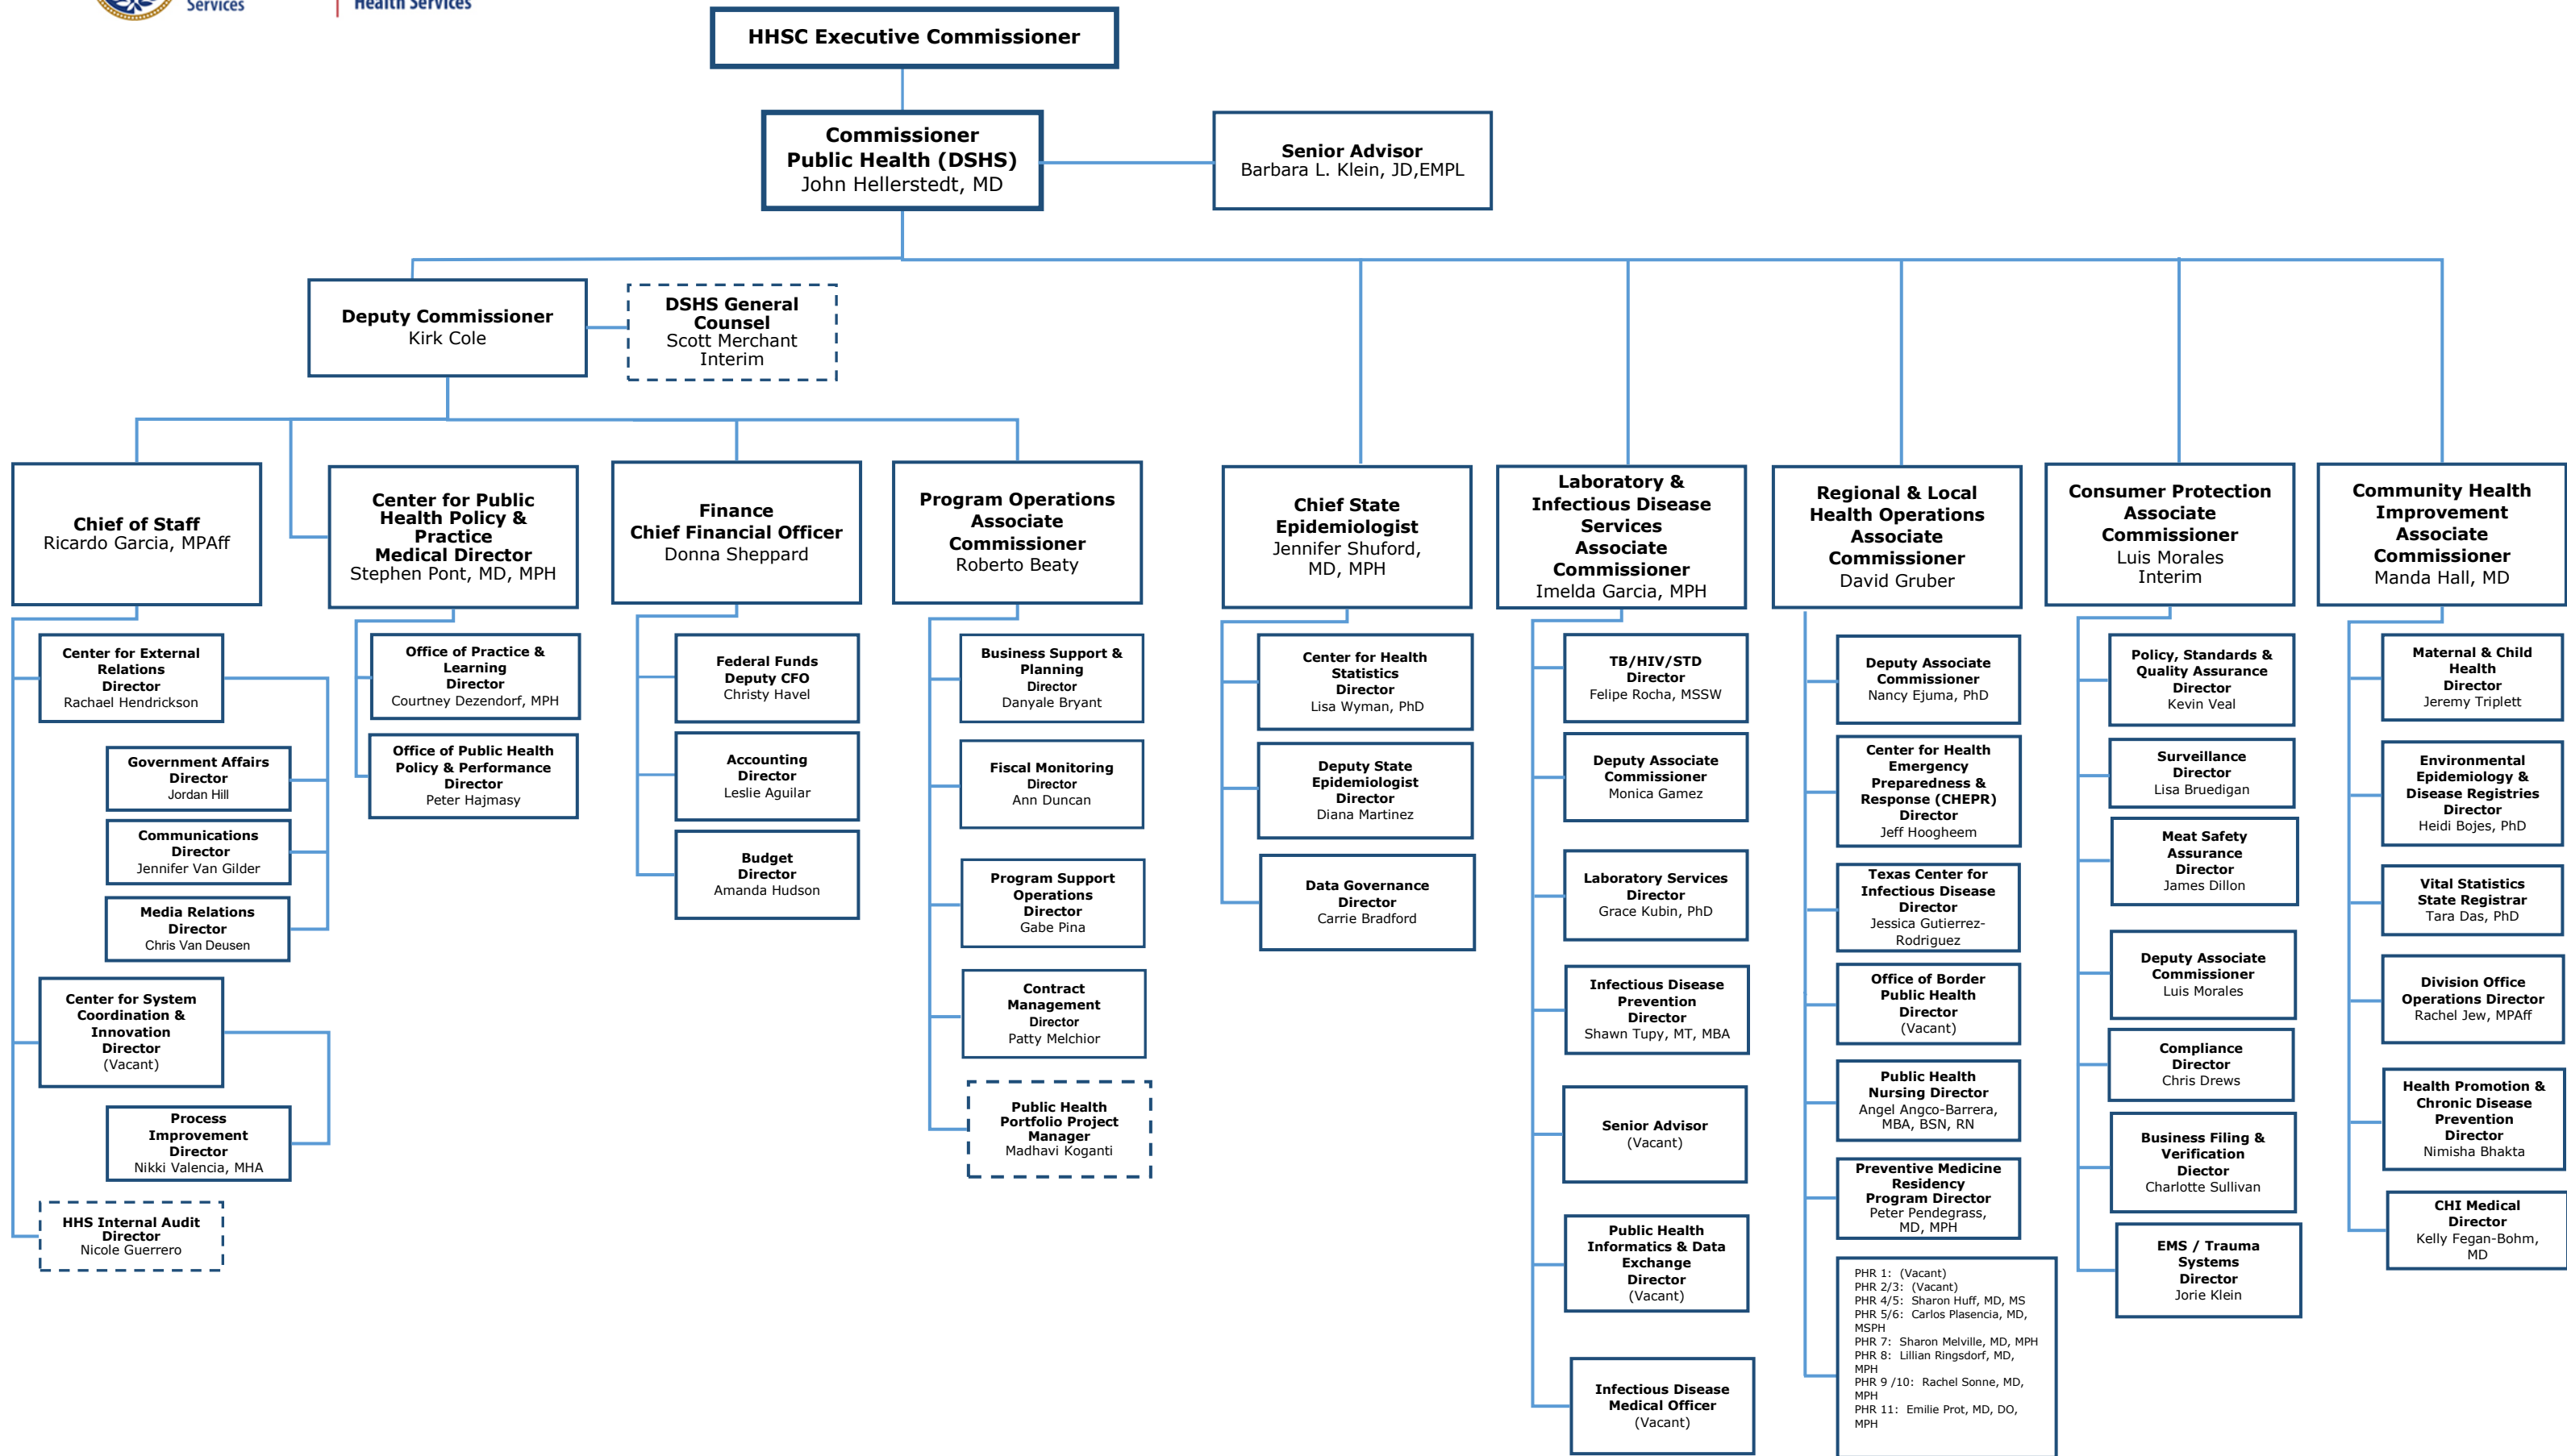 Services
Health Services
HHSC Executive Commissioner
Commissioner
Public Health (DSHS)
John Hellerstedt, MD
Senior Advisor
Barbara L. Klein, JD,EMPL
Deputy Commissioner
Kirk Cole
DSHS General
Counsel
Scott Merchant
Interim
Chief of Staff
Ricardo Garcia, MPAff
Center for External
Relations
Director
Rachael Hendrickson
Government Affairs
Director
Jordan Hill
Communications
Director
Jennifer Van Gilder
Media Relations
Director
Chris Van Deusen
Center for System
Coordination &
Innovation
Director
(Vacant)
Process
Improvement
Director
Nikki Valencia, MHA
HHS Internal Audit
Director
Nicole Guerrero
Center for Public
Health Policy &
Practice
Medical Director
Stephen Pont, MD, MPH
Office of Practice &
Learning
Director
Courtney Dezendorf, MPH
Office of Public Health
Policy & Performance
Director
Peter Hajmasy
Finance
Chief Financial Officer
Donna Sheppard
Federal Funds
Deputy CFO
Christy Havel
Accounting
Director
Leslie Aguilar
Budget
Director
Amanda Hudson
Program Operations
Associate
Commissioner
Roberto Beaty
Business Support &
Planning
Director
Danyale Bryant
Fiscal Monitoring
Director
Ann Duncan
Program Support
Operations
Director
Gabe Pina
Contract
Management
Director
Patty Melchior
Public Health
Portfolio Project
Manager
Madhavi Koganti
Chief State
Epidemiologist
Jennifer Shuford,
MD, MPH
Center for Health
Statistics
Director
Lisa Wyman, PhD
Deputy State
Epidemiologist
Director
Diana Martinez
Data Governance
Director
Carrie Bradford
Laboratory &
Infectious Disease
Services
Associate
Commissioner
Imelda Garcia, MPH
TB/HIV/STD
Director
Felipe Rocha, MSSW
Deputy Associate
Commissioner
Monica Gamez
Laboratory Services
Director
Grace Kubin, PhD
Infectious Disease
Prevention
Director
Shawn Tupy, MT, MBA
Senior Advisor
(Vacant)
Public Health
Informatics & Data
Exchange
Director
(Vacant)
Infectious Disease
Medical Officer
(Vacant)
Regional & Local
Health Operations
Associate
Commissioner
David Gruber
Deputy Associate
Commissioner
Nancy Ejuma, PhD
Center for Health
Emergency
Preparedness &
Response (CHEPR)
Director
Jeff Hoogheem
Texas Center for
Infectious Disease
Director
Jessica Gutierrez-
Rodriguez
Office of Border
Public Health
Director
(Vacant)
Public Health
Nursing Director
Angel Angco-Barrera,
MBA, BSN, RN
Preventive Medicine
Residency
Program Director
Peter Pendegrass,
MD, MPH
PHR 1: (Vacant)
PHR 2/3: (Vacant)
PHR 4/5: Sharon Huff, MD, MS
PHR 5/6: Carlos Plasencia, MD,
MSPH
PHR 7: Sharon Melville, MD, MPH
PHR 8: Lillian Ringsdorf, MD,
MPH
PHR 9 /10: Rachel Sonne, MD,
MPH
PHR 11: Emilie Prot, MD, DO,
MPH
Consumer Protection
Associate
Commissioner
Luis Morales
Interim
Policy, Standards &
Quality Assurance
Director
Kevin Veal
Surveillance
Director
Lisa Bruedigan
Meat Safety
Assurance
Director
James Dillon
Deputy Associate
Commissioner
Luis Morales
Compliance
Director
Chris Drews
Business Filing &
Verification
Diector
Charlotte Sullivan
EMS / Trauma
Systems
Director
Jorie Klein
Community Health
Improvement
Associate
Commissioner
Manda Hall, MD
Maternal & Child
Health
Director
Jeremy Triplett
Environmental
Epidemiology &
Disease Registries
Director
Heidi Bojes, PhD
Vital Statistics
State Registrar
Tara Das, PhD
Division Office
Operations Director
Rachel Jew, MPAff
Health Promotion &
Chronic Disease
Prevention
Director
Nimisha Bhakta
CHI Medical
Director
Kelly Fegan-Bohm,
MD